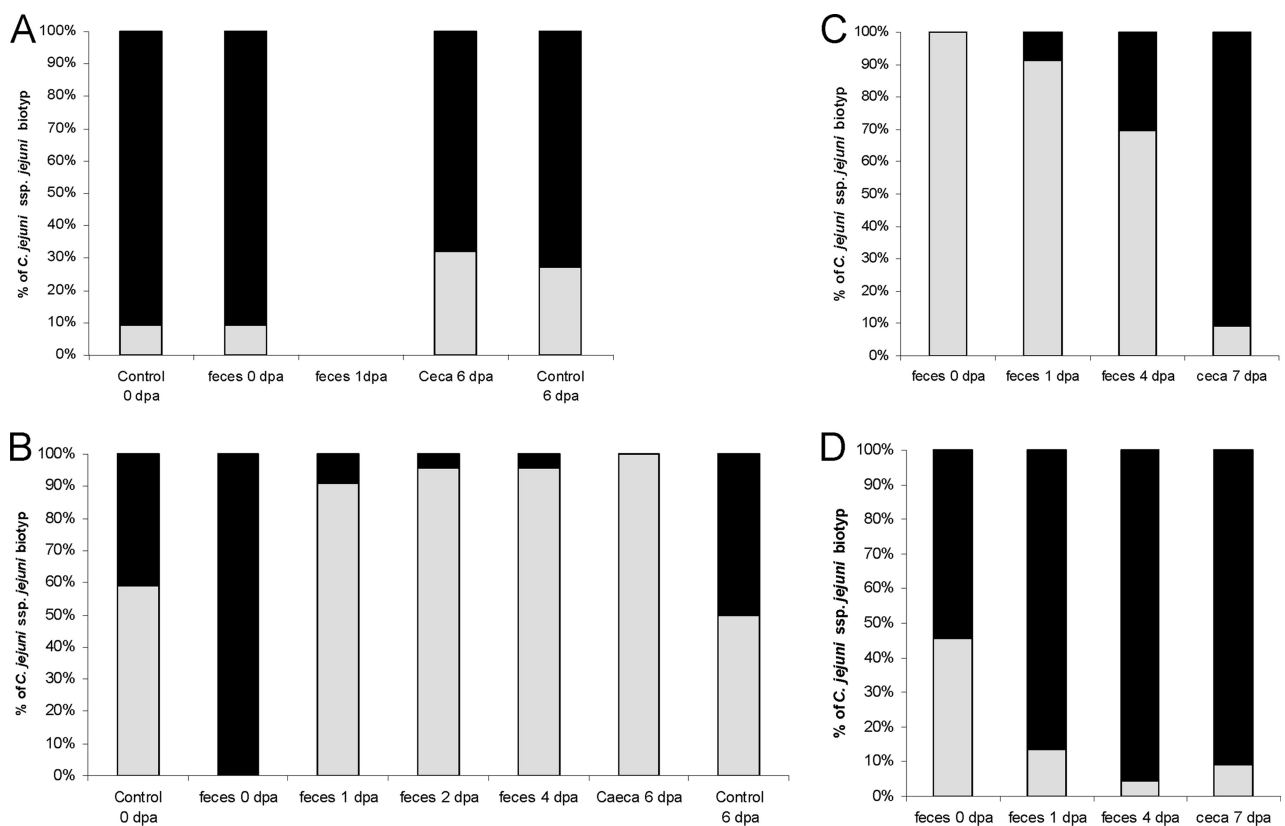 A
% of C. jejuni ssp. jejuni biotyp
100%
90%
80%
70%
60%
50%
40%
30%
20%
10%
0%
Control 0 dpa
feces 0 dpa
feces 1dpa
Ceca 6 dpa
Control 6 dpa
C
% of C. jejuni ssp. jejuni biotyp
100%
90%
80%
70%
60%
50%
40%
30%
20%
10%
0%
feces 0 dpa
feces 1 dpa
feces 4 dpa
ceca 7 dpa
B
% of C. jejuni ssp. jejuni biotyp
100%
90%
80%
70%
60%
50%
40%
30%
20%
10%
0%
Control 0 dpa
feces 0 dpa
feces 1 dpa
feces 2 dpa
feces 4 dpa
Caeca 6 dpa
Control 6 dpa
D
% of C. jejuni ssp. jejuni biotyp
100%
90%
80%
70%
60%
50%
40%
30%
20%
10%
0%
feces 0 dpa
feces 1 dpa
feces 4 dpa
ceca 7 dpa